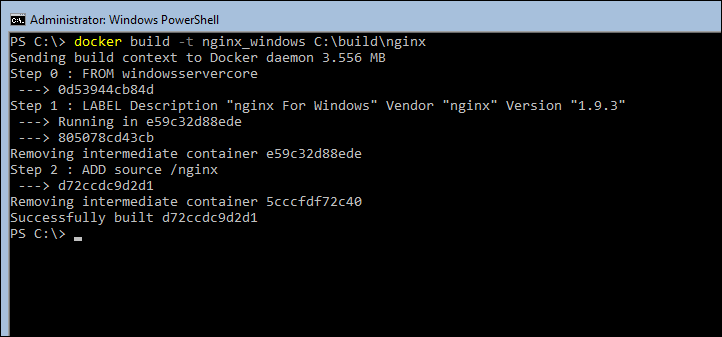 Administrator: Windows PowerShell
PS C:\> docker build -t nginx_windows C:\build\nginx
Sending build context to Docker daemon 3.556 MB
Step 0 : FROM windowsservercore
 ---> 0d53944cb84d
Step 1 : LABEL Description "nginx For Windows" Vendor "nginx" Version "1.9.3"
 ---> Running in e59c32d88ede
 ---> 805078cd43cb
Removing intermediate container e59c32d88ede
Step 2 : ADD source /nginx
 ---> d72ccdc9d2d1
Removing intermediate container 5cccfdf72c40
Successfully built d72ccdc9d2d1
PS C:\>